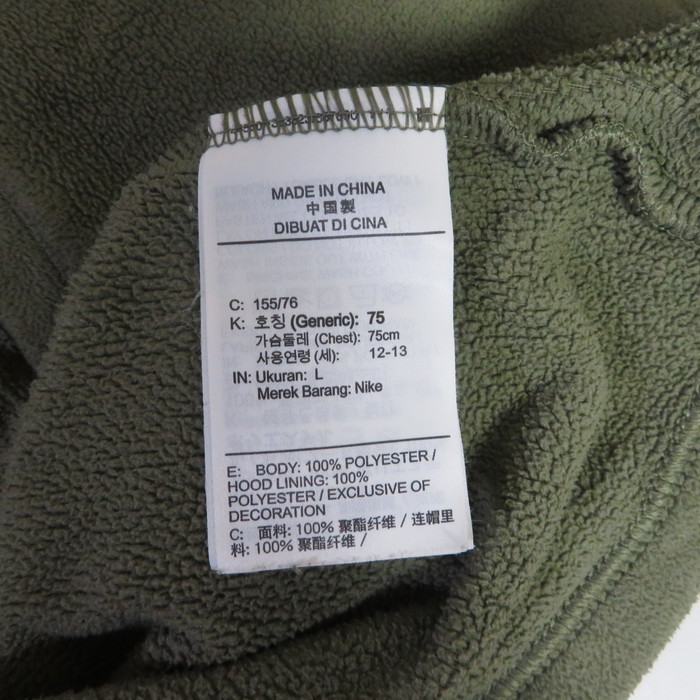 MADE IN CHINA
中国製
DIBUAT DI CINA
C: 155/76
K: 호칭 (Generic): 75
가슴둘레 (Chest): 75cm
사용연령 (세): 12-13
IN: Ukuran: L
Merek Barang: Nike
E: BODY: 100% POLYESTER /
HOOD LINING: 100%
POLYESTER / EXCLUSIVE OF
DECORATION
C: 面料: 100% 聚酯纤维 / 连帽里
料: 100% 聚酯纤维 /